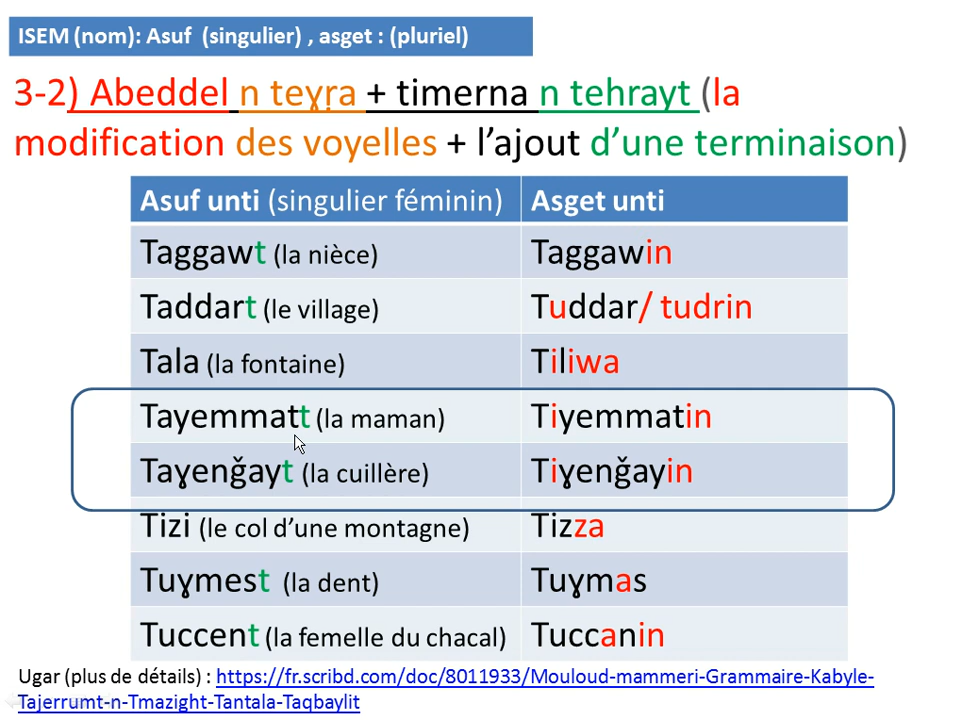 ISEM (nom): Asuf (singulier) , asget : (pluriel)
3-2) Abeddel n teɣṛa + timerna n tehrayt (la
modification des voyelles + l’ajout d’une terminaison)
Asuf unti (singulier féminin) Asget unti
Taggawt (la nièce) Taggawin
Taddart (le village) Tuddar/ tudrin
Tala (la fontaine) Tiliwa
Tayemmatt (la maman) Tiyemmatin
Taɣenǧayt (la cuillère) Tiɣenǧayin
Tizi (le col d’une montagne) Tizza
Tuɣmest (la dent) Tuɣmas
Tuccent (la femelle du chacal) Tuccanin
Ugar (plus de détails) : https://fr.scribd.com/doc/8011933/Mouloud-mammeri-Grammaire-Kabyle-
Tajerrumt-n-Tmazight-Tantala-Taqbaylit